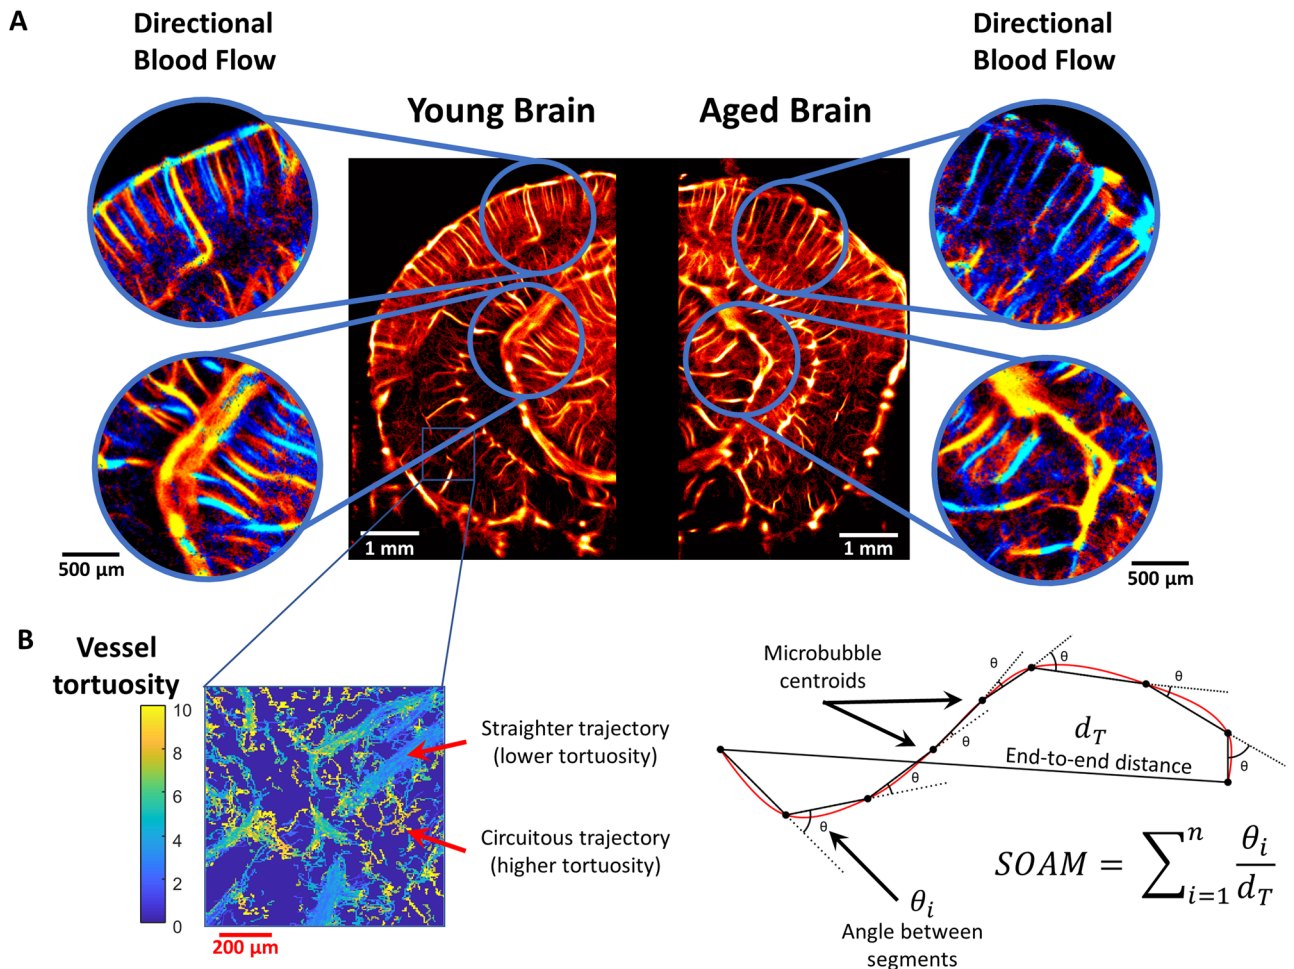 A
Directional
Blood Flow
Young Brain
Aged Brain
Directional
Blood Flow
1 mm
1 mm
500 µm
500 µm
B
Vessel
tortuosity
10
8
6
4
2
0
200 µm
Straighter trajectory
(lower tortuosity)
Circuitous trajectory
(higher tortuosity)
Microbubble
centroids
θ
θ
θ
θ
θ
θ
θ
d_T
End-to-end distance
θ_i
Angle between
segments
SOAM = ∑_{i=1}^{n} θ_i / d_T